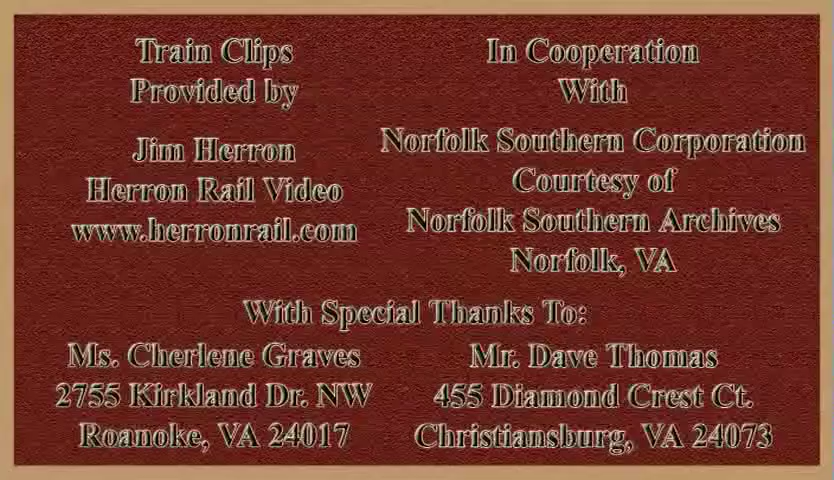 Train Clips
Provided by
Jim Herron
Herron Rail Video
www.herronrail.com
In Cooperation
With
Norfolk Southern Corporation
Courtesy of
Norfolk Southern Archives
Norfolk, VA
With Special Thanks To:
Ms. Cherlene Graves
2755 Kirkland Dr. NW
Roanoke, VA 24017
Mr. Dave Thomas
455 Diamond Crest Ct.
Christiansburg, VA 24073